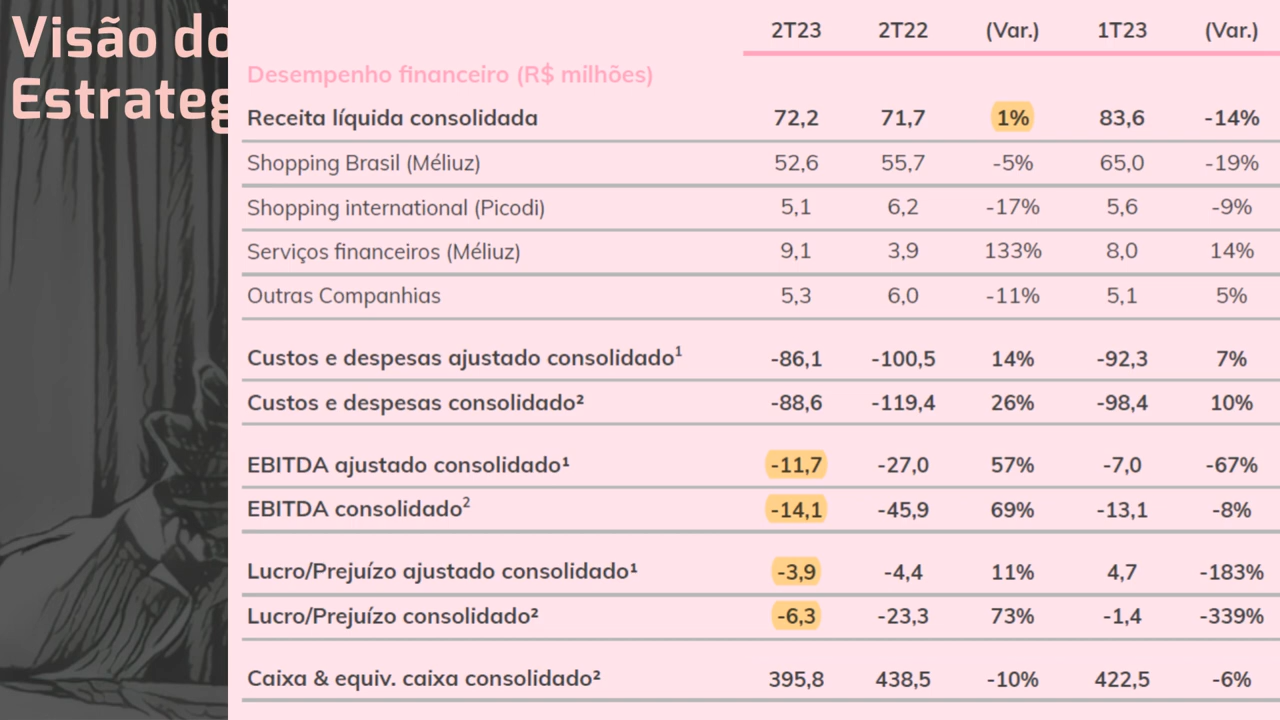 Visão do
Estrateg
2T23 2T22 (Var.) 1T23 (Var.)
Desempenho financeiro (R$ milhões)
Receita líquida consolidada 72,2 71,7 1% 83,6 -14%
Shopping Brasil (Méliuz) 52,6 55,7 -5% 65,0 -19%
Shopping international (Picodi) 5,1 6,2 -17% 5,6 -9%
Serviços financeiros (Méliuz) 9,1 3,9 133% 8,0 14%
Outras Companhias 5,3 6,0 -11% 5,1 5%
Custos e despesas ajustado consolidado¹ -86,1 -100,5 14% -92,3 7%
Custos e despesas consolidado² -88,6 -119,4 26% -98,4 10%
EBITDA ajustado consolidado¹ -11,7 -27,0 57% -7,0 -67%
EBITDA consolidado² -14,1 -45,9 69% -13,1 -8%
Lucro/Prejuízo ajustado consolidado¹ -3,9 -4,4 11% 4,7 -183%
Lucro/Prejuízo consolidado² -6,3 -23,3 73% -1,4 -339%
Caixa & equiv. caixa consolidado² 395,8 438,5 -10% 422,5 -6%